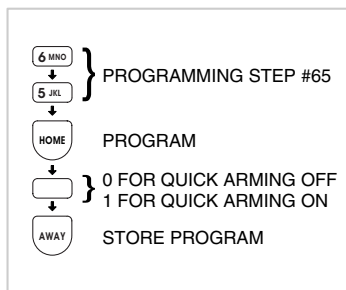 6 MNO
5 JKL
PROGRAMMING STEP #65
HOME
PROGRAM
0 FOR QUICK ARMING OFF
1 FOR QUICK ARMING ON
AWAY
STORE PROGRAM